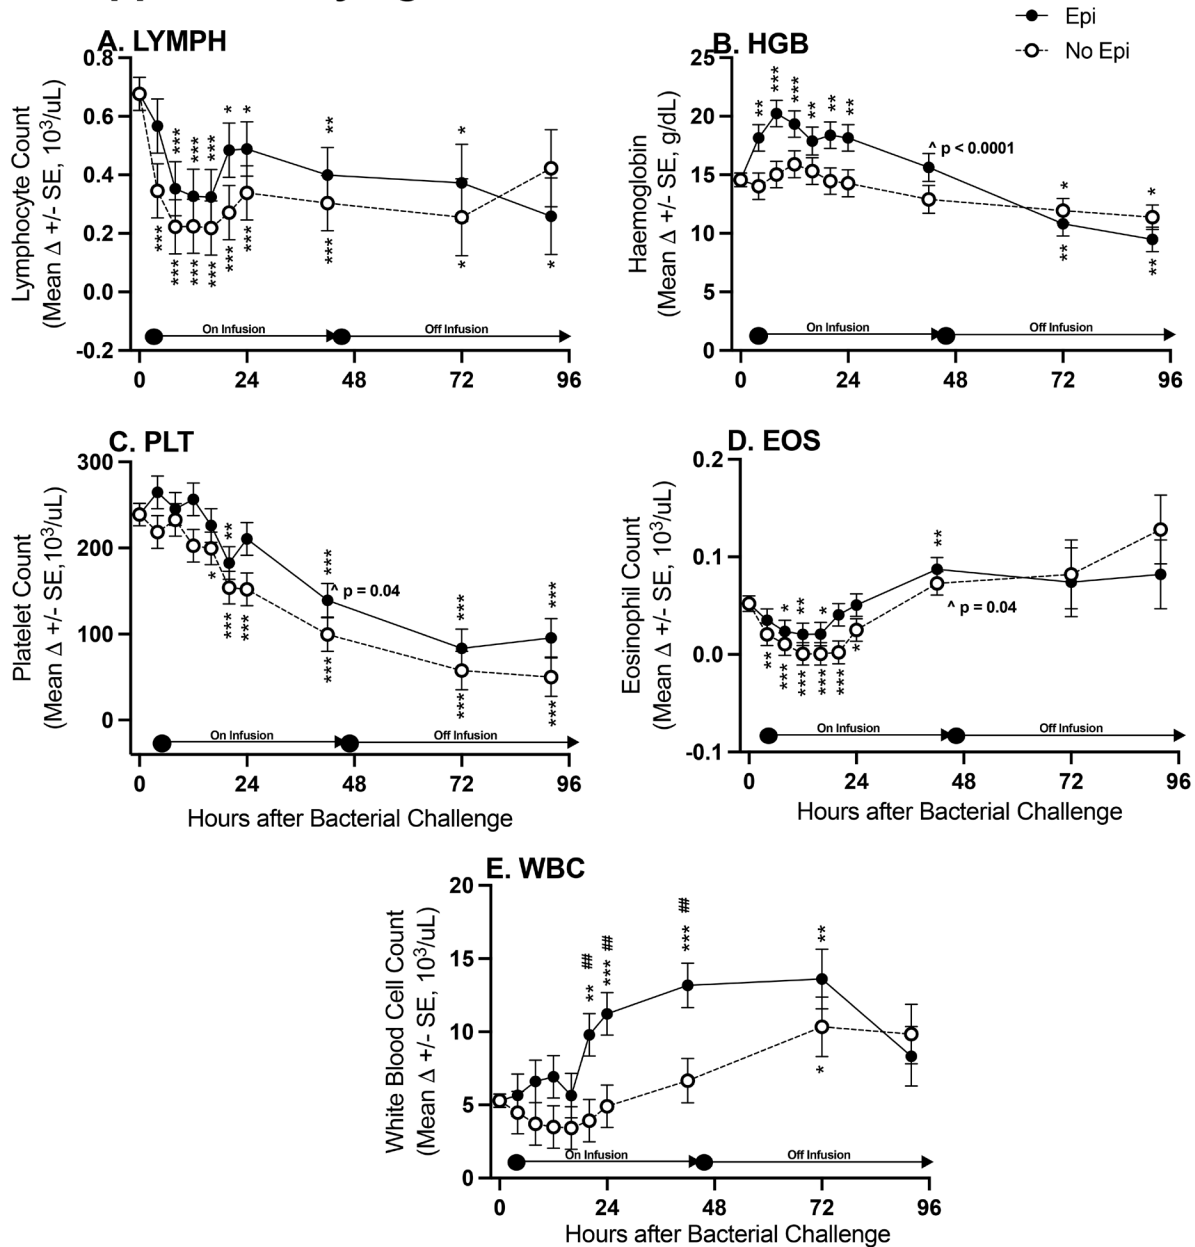 Epi
No Epi
A. LYMPH
Lymphocyte Count
(Mean Δ +/- SE, 10³/uL)
0.8
0.6
0.4
0.2
0.0
-0.2
*** *** *** * * ** *
*** *** *** *** *** *** *** * *
On Infusion
Off Infusion
0 24 48 72 96
B. HGB
Haemoglobin
(Mean Δ +/- SE, g/dL)
25
20
15
10
5
0
** *** *** ** ** **
^ p < 0.0001
* *
** **
On Infusion
Off Infusion
0 24 48 72 96
C. PLT
Platelet Count
(Mean Δ +/- SE,10³/uL)
300
200
100
0
** *** *** ***
^ p = 0.04
* *** *** *** *** ***
On Infusion
Off Infusion
0 24 48 72 96
Hours after Bacterial Challenge
D. EOS
Eosinophil Count
(Mean Δ +/- SE, 10³/uL)
0.2
0.1
0.0
-0.1
* ** * **
^ p = 0.04
** *** *** *** *** *
On Infusion
Off Infusion
0 24 48 72 96
Hours after Bacterial Challenge
E. WBC
White Blood Cell Count
(Mean Δ +/- SE, 10³/uL)
20
15
10
5
0
** ## *** ## *** ## **
*
On Infusion
Off Infusion
0 24 48 72 96
Hours after Bacterial Challenge